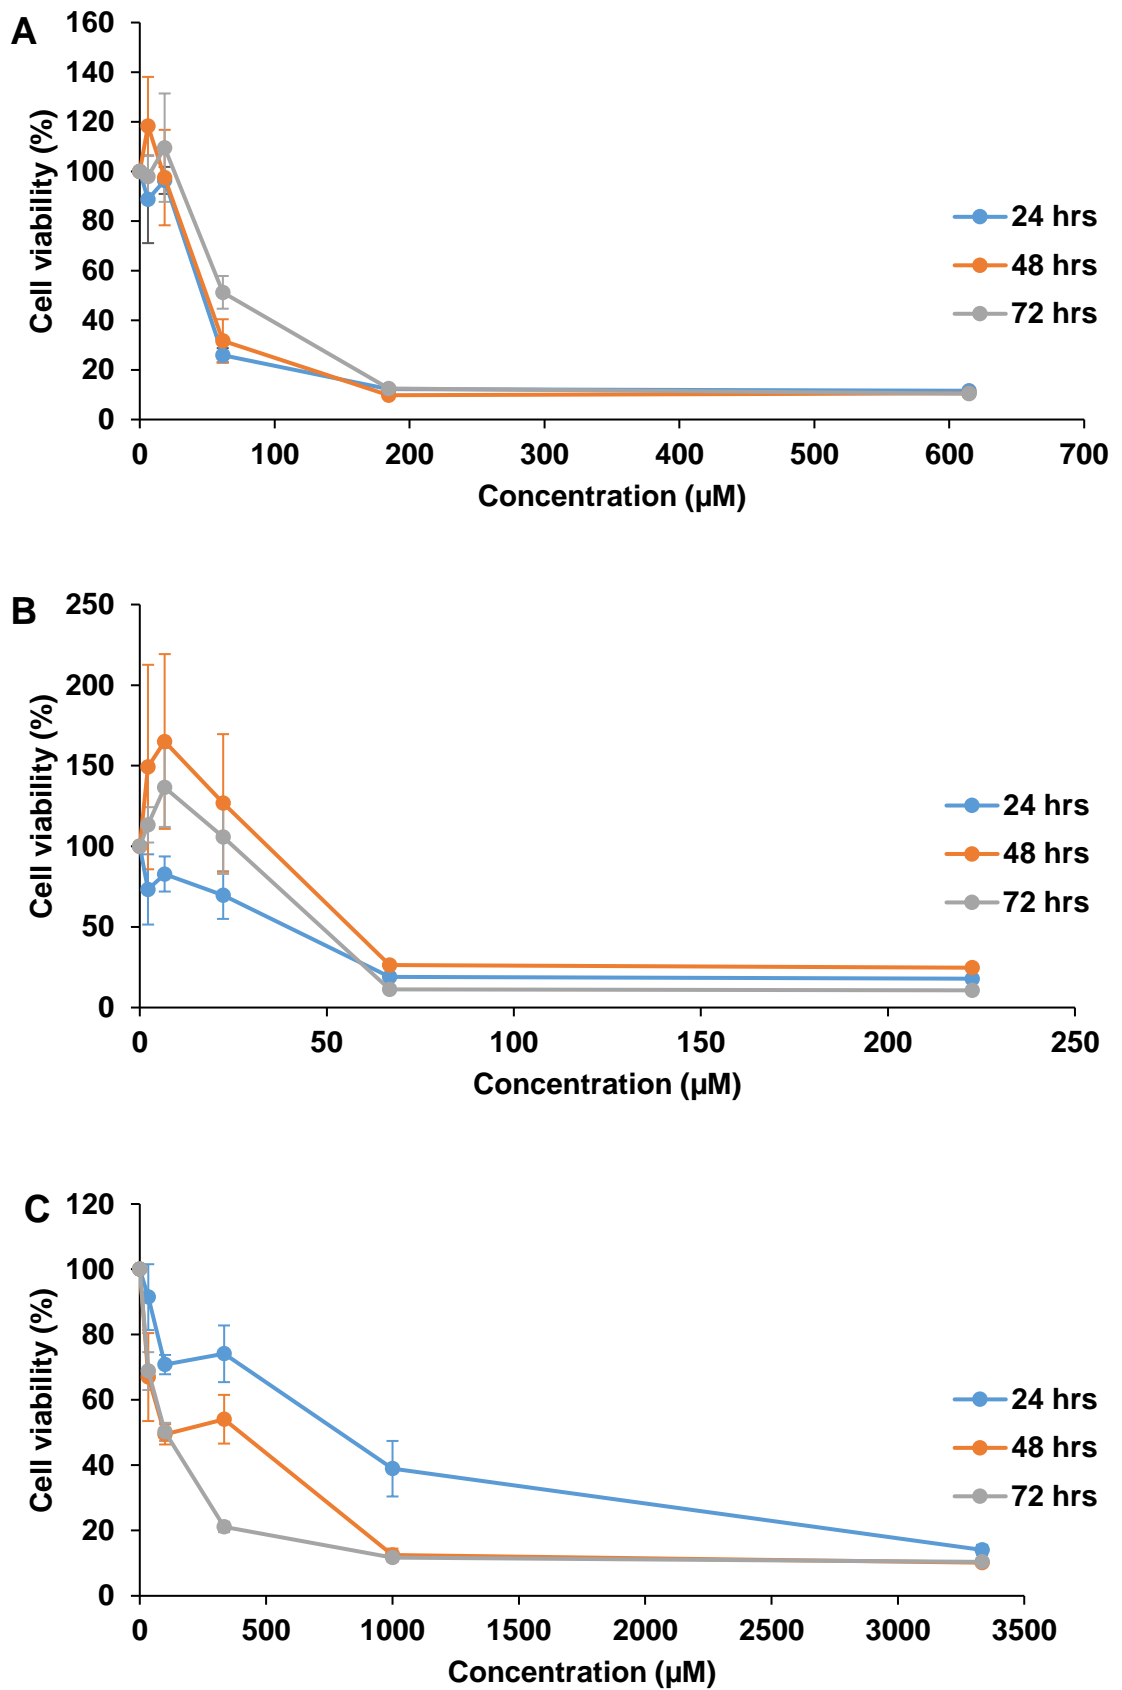 A
160
140
120
100
80
60
40
20
0
Cell viability (%)
0 100 200 300 400 500 600 700
Concentration (µM)
24 hrs
48 hrs
72 hrs
B
250
200
150
100
50
0
Cell viability (%)
0 50 100 150 200 250
Concentration (µM)
24 hrs
48 hrs
72 hrs
C
120
100
80
60
40
20
0
Cell viability (%)
0 500 1000 1500 2000 2500 3000 3500
Concentration (µM)
24 hrs
48 hrs
72 hrs